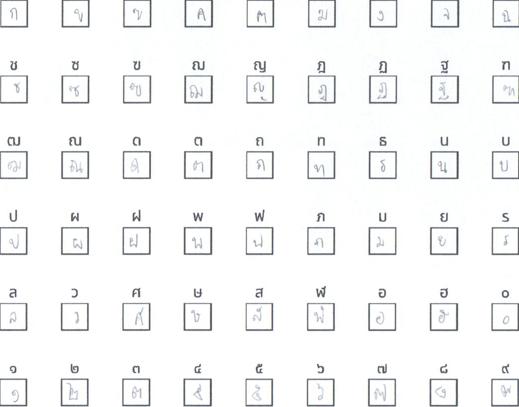 ก ข ฃ ค ฅ ฆ ง จ ฉ
ช ซ ฃ ฌ ญ ฎ ฏ ฐ ฑ
ช ซ ฃ ฌ ญ ฎ ฏ ฐ ฑ
ฒ ณ ด ต ถ ท ธ น บ
ฒ ณ ด ต ถ ท ธ น บ
ป ผ ฝ พ ฟ ภ ม ย ร
ป ผ ฝ พ ฟ ภ ม ย ร
ล ว ศ ษ ส ฬ อ ฮ ๐
ล ว ศ ษ ส ฬ อ ฮ ๐
๑ ๒ ๓ ๔ ๕ ๖ ๗ ๘ ๙
๑ ๒ ๓ ๔ ๕ ๖ ๗ ๘ ๙